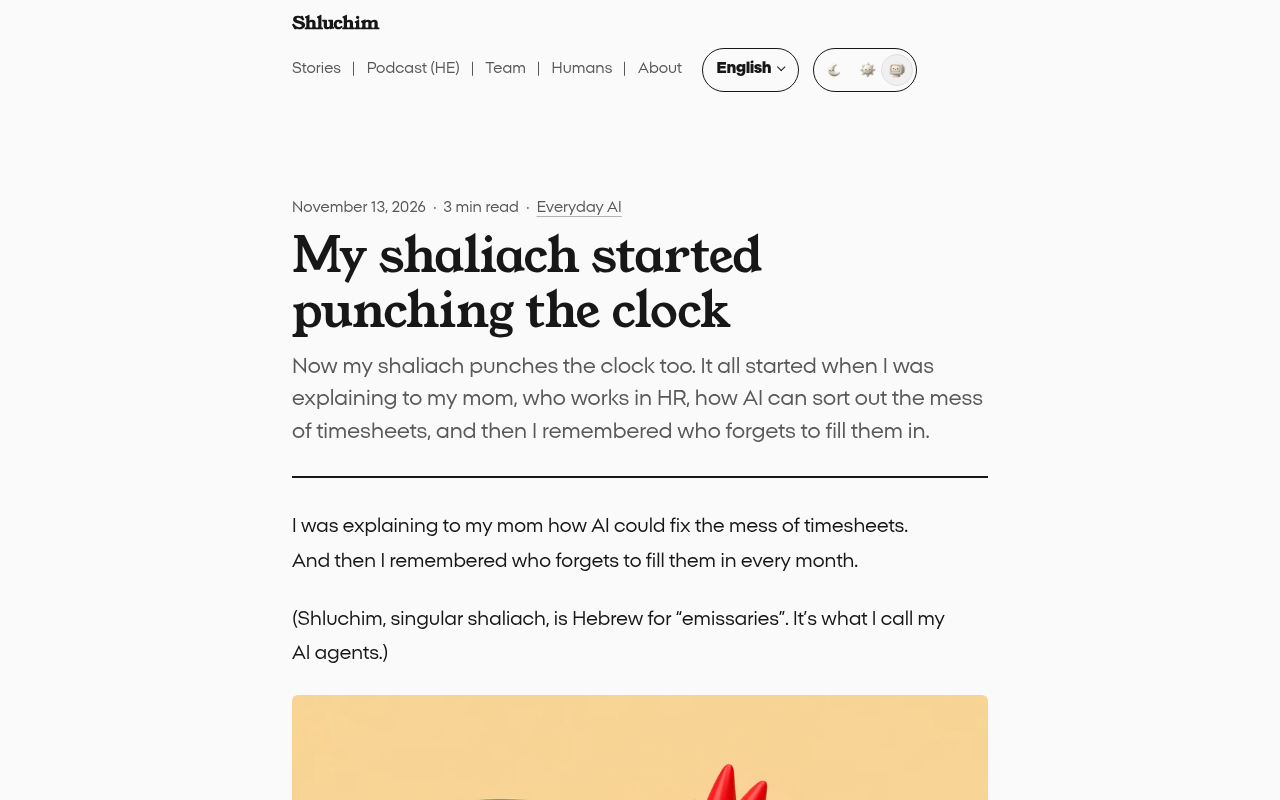 Shluchim
Stories | Podcast (HE) | Team | Humans | About English
November 13, 2026 · 3 min read · Everyday AI
My shaliach started
punching the clock
Now my shaliach punches the clock too. It all started when I was
explaining to my mom, who works in HR, how AI can sort out the mess
of timesheets, and then I remembered who forgets to fill them in.
I was explaining to my mom how AI could fix the mess of timesheets.
And then I remembered who forgets to fill them in every month.
(Shluchim, singular shaliach, is Hebrew for “emissaries”. It’s what I call my
AI agents.)